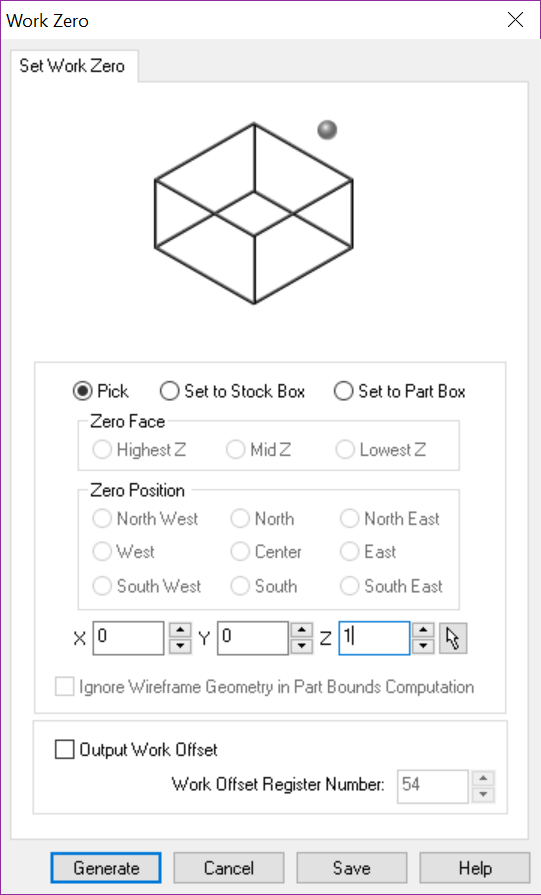 Work Zero
Set Work Zero
Pick Set to Stock Box Set to Part Box
Zero Face
Highest Z Mid Z Lowest Z
Zero Position
North West North North East
West Center East
South West South South East
X 0 Y 0 Z 1
Ignore Wireframe Geometry in Part Bounds Computation
Output Work Offset
Work Offset Register Number: 54
Generate Cancel Save Help